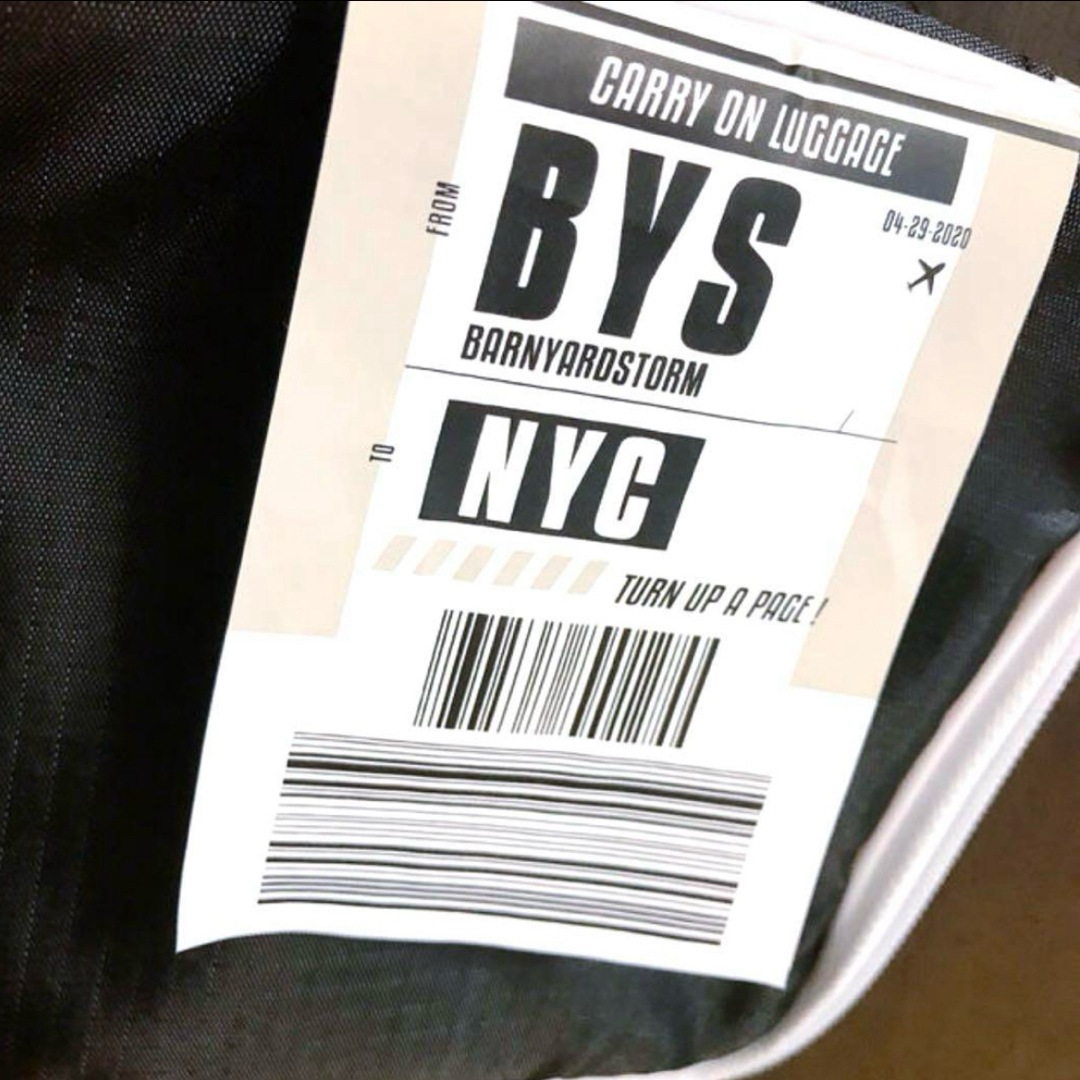 CARRY ON LUGGAGE
FROM
BYS
04-29-2020
BARNYARDSTORM
TO
NYC
TURN UP A PAGE !